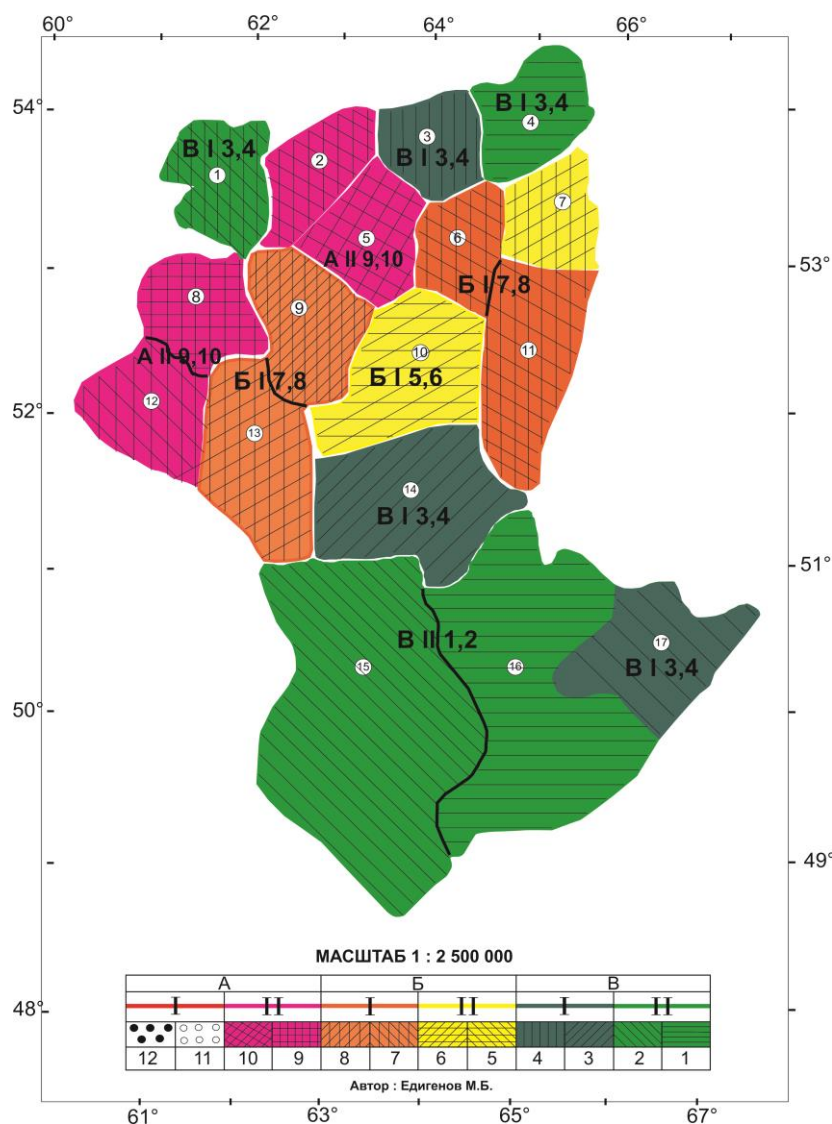 60° 62° 64° 66°
54°
В I 3,4
4
3
В I 3,4
В I 3,4
1
2
7
5
6
А II 9,10
53°
Б I 7,8
8
9
10
11
А II 9,10
Б I 7,8
Б I 5,6
52°
12
13
14
В I 3,4
51°
В II 1,2
15
16
17
В I 3,4
50°
49°
МАСШТАБ 1 : 2 500 000
А Б В
I II I II I II
48°
12 11 10 9 8 7 6 5 4 3 2 1
Автор : Едигенов М.Б.
61° 63° 65° 67°